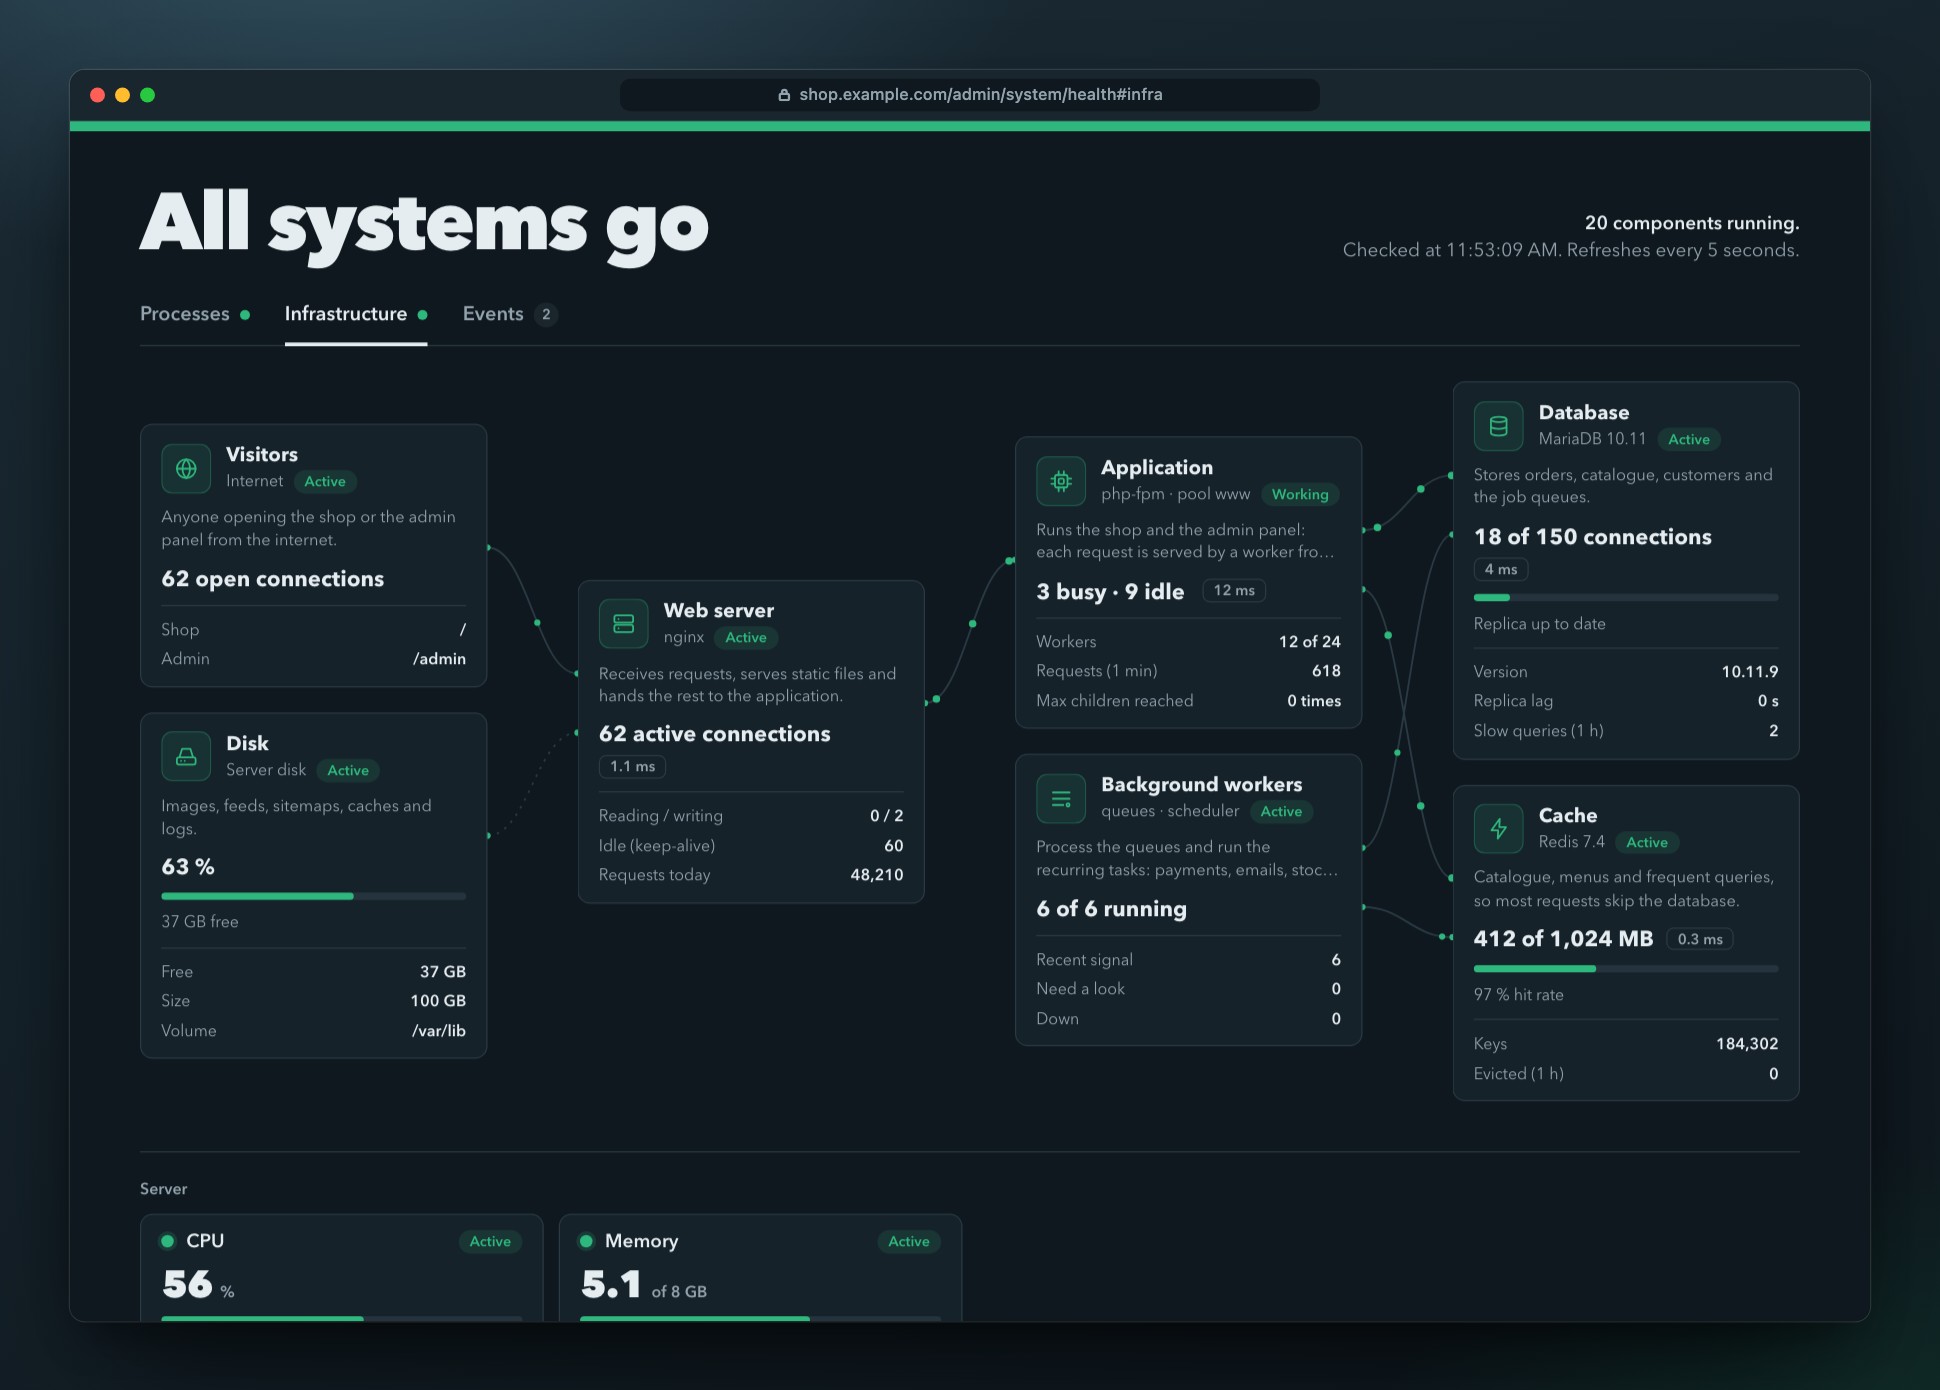 shop.example.com/admin/system/health#infra
All systems go
20 components running.
Checked at 11:53:09 AM. Refreshes every 5 seconds.
Processes
Infrastructure
Events 2
Visitors
Internet Active
Anyone opening the shop or the admin
panel from the internet.
62 open connections
Shop /
Admin /admin
Disk
Server disk Active
Images, feeds, sitemaps, caches and
logs.
63 %
37 GB free
Free 37 GB
Size 100 GB
Volume /var/lib
Web server
nginx Active
Receives requests, serves static files and
hands the rest to the application.
62 active connections
1.1 ms
Reading / writing 0 / 2
Idle (keep-alive) 60
Requests today 48,210
Application
php-fpm · pool www Working
Runs the shop and the admin panel:
each request is served by a worker fro…
3 busy · 9 idle 12 ms
Workers 12 of 24
Requests (1 min) 618
Max children reached 0 times
Background workers
queues · scheduler Active
Process the queues and run the
recurring tasks: payments, emails, stoc…
6 of 6 running
Recent signal 6
Need a look 0
Down 0
Database
MariaDB 10.11 Active
Stores orders, catalogue, customers and
the job queues.
18 of 150 connections
4 ms
Replica up to date
Version 10.11.9
Replica lag 0 s
Slow queries (1 h) 2
Cache
Redis 7.4 Active
Catalogue, menus and frequent queries,
so most requests skip the database.
412 of 1,024 MB 0.3 ms
97 % hit rate
Keys 184,302
Evicted (1 h) 0
Server
CPU Active
56 %
Memory Active
5.1 of 8 GB